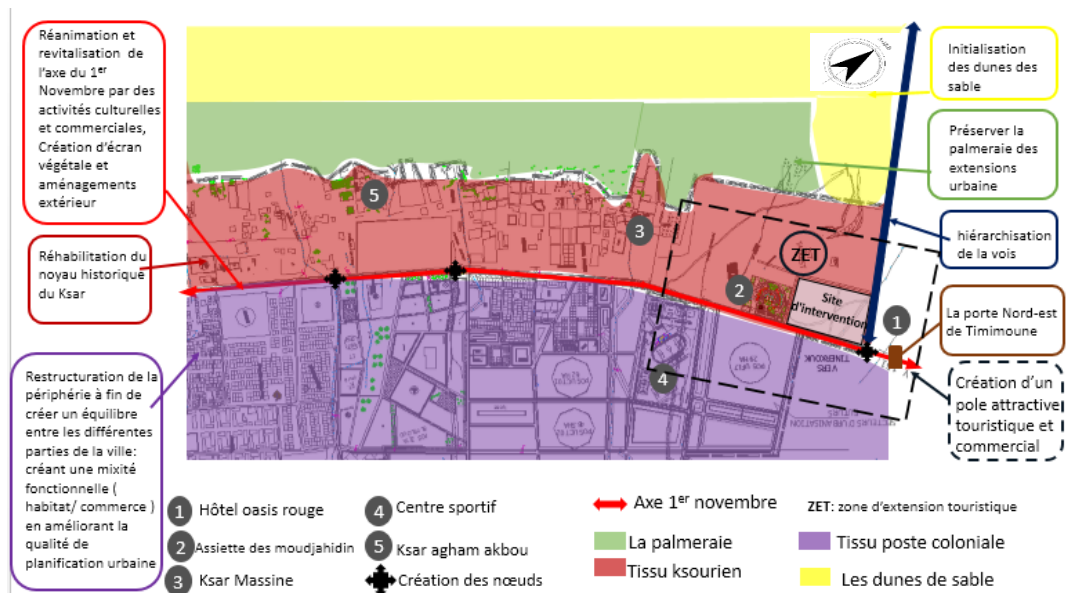 Réanimation et
revitalisation de
l'axe du 1er
Novembre par des
activités culturelles
et commerciales,
Création d'écran
végétale et
aménagements
extérieur
Réhabilitation du
noyau historique
du Ksar
Restructuration de la
périphérie à fin de
créer un équilibre
entre les différentes
parties de la ville:
créant une mixité
fonctionnelle (
habitat/ commerce )
en améliorant la
qualité de
planification urbaine
Initialisation
des dunes des
sable
Préserver la
palmeraie des
extensions
urbaine
hiérarchisation
de la vois
La porte Nord-est
de Timimoune
Création d'un
pole attractive
touristique et
commercial
5
3
ZET
2
Site
d'intervention
1
4
VERS
TINERKOUK
SECTEURS D'URBANISATION
FUTURS
1 Hôtel oasis rouge
2 Assiette des moudjahidin
3 Ksar Massine
4 Centre sportif
5 Ksar agham akbou
Création des nœuds
Axe 1er novembre
La palmeraie
Tissu ksourien
ZET: zone d'extension touristique
Tissu poste coloniale
Les dunes de sable